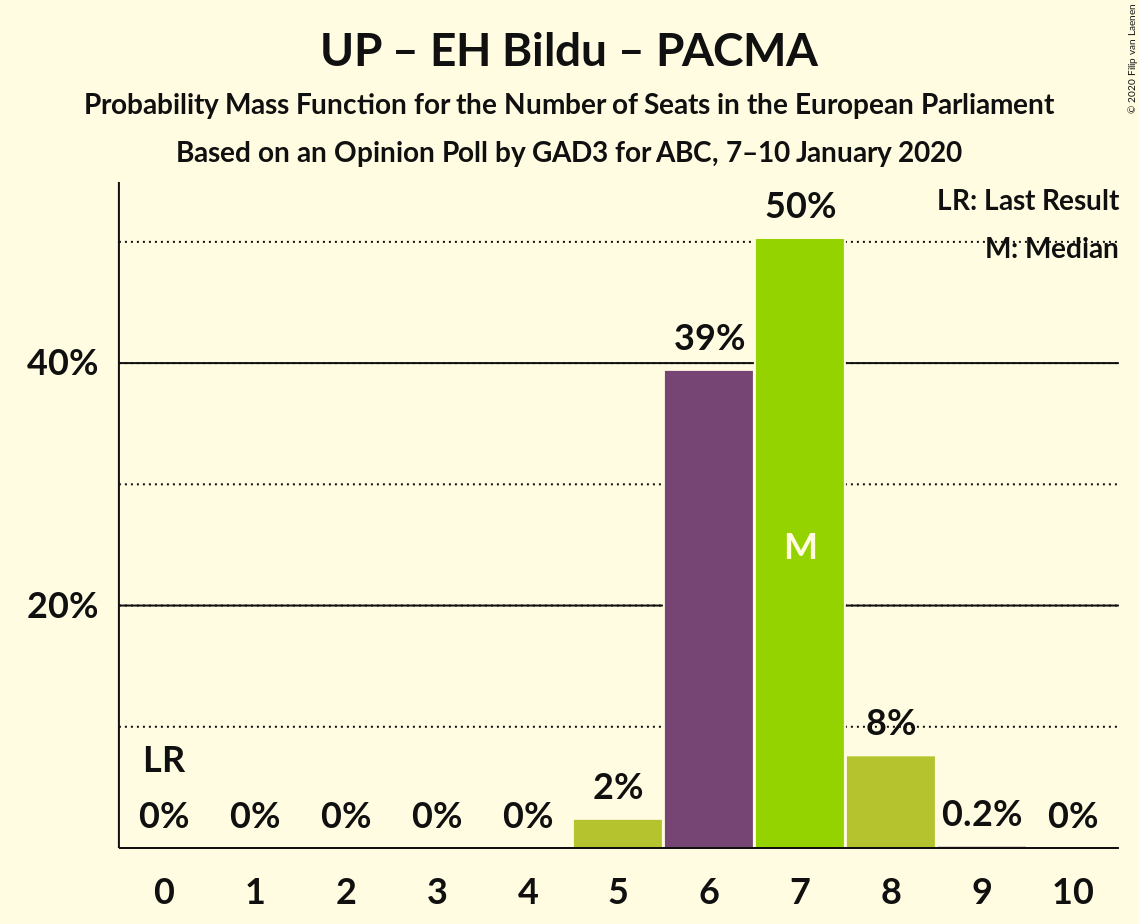 UP – EH Bildu – PACMA
Probability Mass Function for the Number of Seats in the European Parliament
Based on an Opinion Poll by GAD3 for ABC, 7–10 January 2020
© 2020 Filip van Laenen
LR: Last Result
M: Median
50%
39%
40%
M
20%
8%
LR
2%
0% 0% 0% 0% 0% 0.2% 0%
0 1 2 3 4 5 6 7 8 9 10